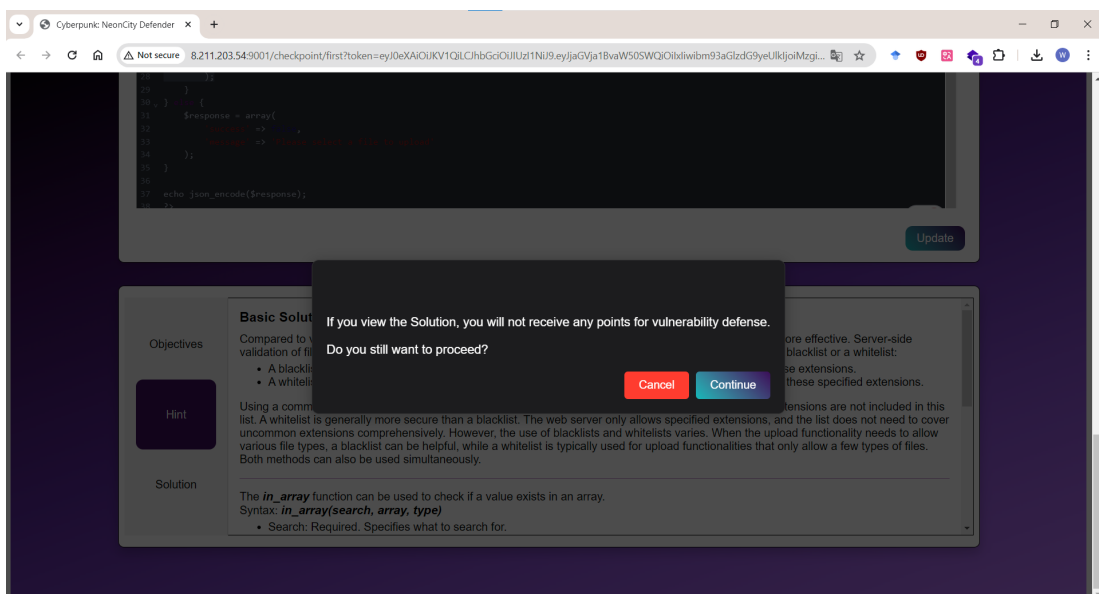 Cyberpunk: NeonCity Defender
Not secure
8.211.203.54:9001/checkpoint/first?token=eyJ0eXAiOiJKV1QiLCJhbGciOiJIUzI1NiJ9.eyJjaGVja1BvaW50SWQiOiIxIiwibm93aGlzdG9yeUlkIjoiMzgi...
28 ];
29 }
30 } {
31 $response = array(
32 => ,
33 =>
34 );
35 }
36
37 echo json_encode($response);
38 ?>
Update
If you view the Solution, you will not receive any points for vulnerability defense.
Do you still want to proceed?
Cancel
Continue
Objectives
Hint
Solution
Basic Solut
Compared to v
ore effective. Server-side
validation of fil
blacklist or a whitelist:
• A blackli
se extensions.
• A whiteli
these specified extensions.
Using a comm
tensions are not included in this
list. A whitelist is generally more secure than a blacklist. The web server only allows specified extensions, and the list does not need to cover
uncommon extensions comprehensively. However, the use of blacklists and whitelists varies. When the upload functionality needs to allow
various file types, a blacklist can be helpful, while a whitelist is typically used for upload functionalities that only allow a few types of files.
Both methods can also be used simultaneously.
The in_array function can be used to check if a value exists in an array.
Syntax: in_array(search, array, type)
• Search: Required. Specifies what to search for.